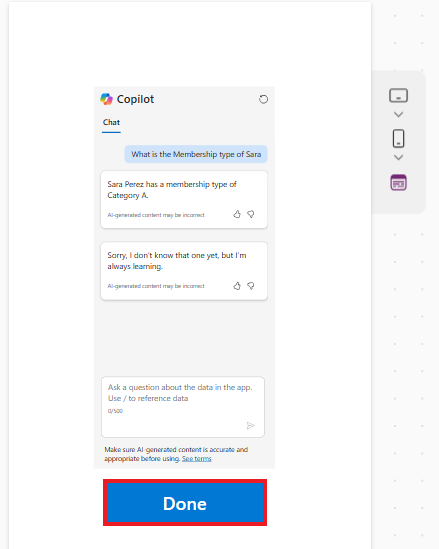 Copilot
Chat
What is the Membership type of Sara
Sara Perez has a membership type of
Category A.
AI-generated content may be incorrect
Sorry, I don't know that one yet, but I'm
always learning.
AI-generated content may be incorrect
Ask a question about the data in the app.
Use / to reference data
0/500
Make sure AI-generated content is accurate and
appropriate before using. See terms
Done